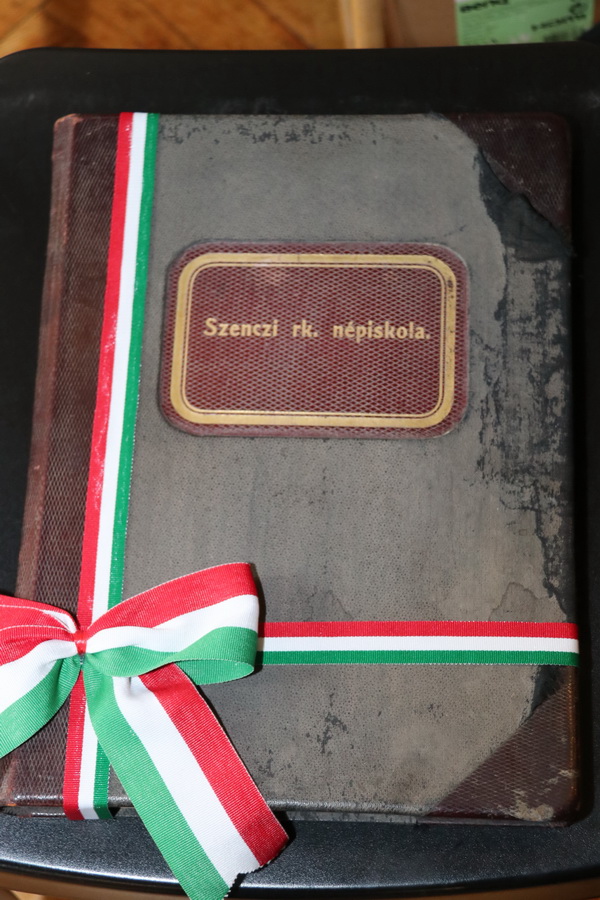 Szenczi rk. népiskola.